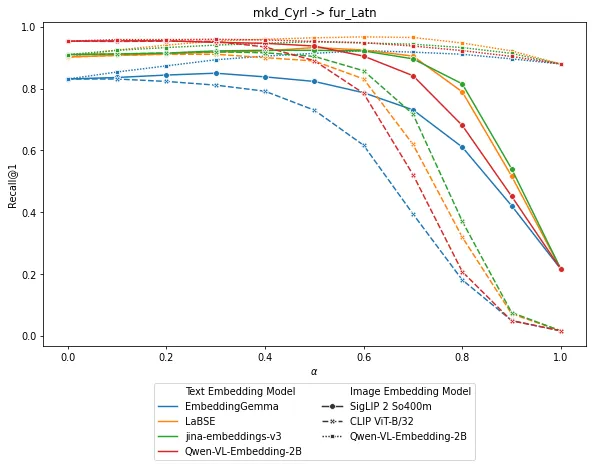 mkd_Cyrl -> fur_Latn
Recall@1
1.0
0.8
0.6
0.4
0.2
0.0
0.0 0.2 0.4 0.6 0.8 1.0
α
Text Embedding Model
EmbeddingGemma
LaBSE
jina-embeddings-v3
Qwen-VL-Embedding-2B
Image Embedding Model
SigLIP 2 So400m
CLIP ViT-B/32
Qwen-VL-Embedding-2B